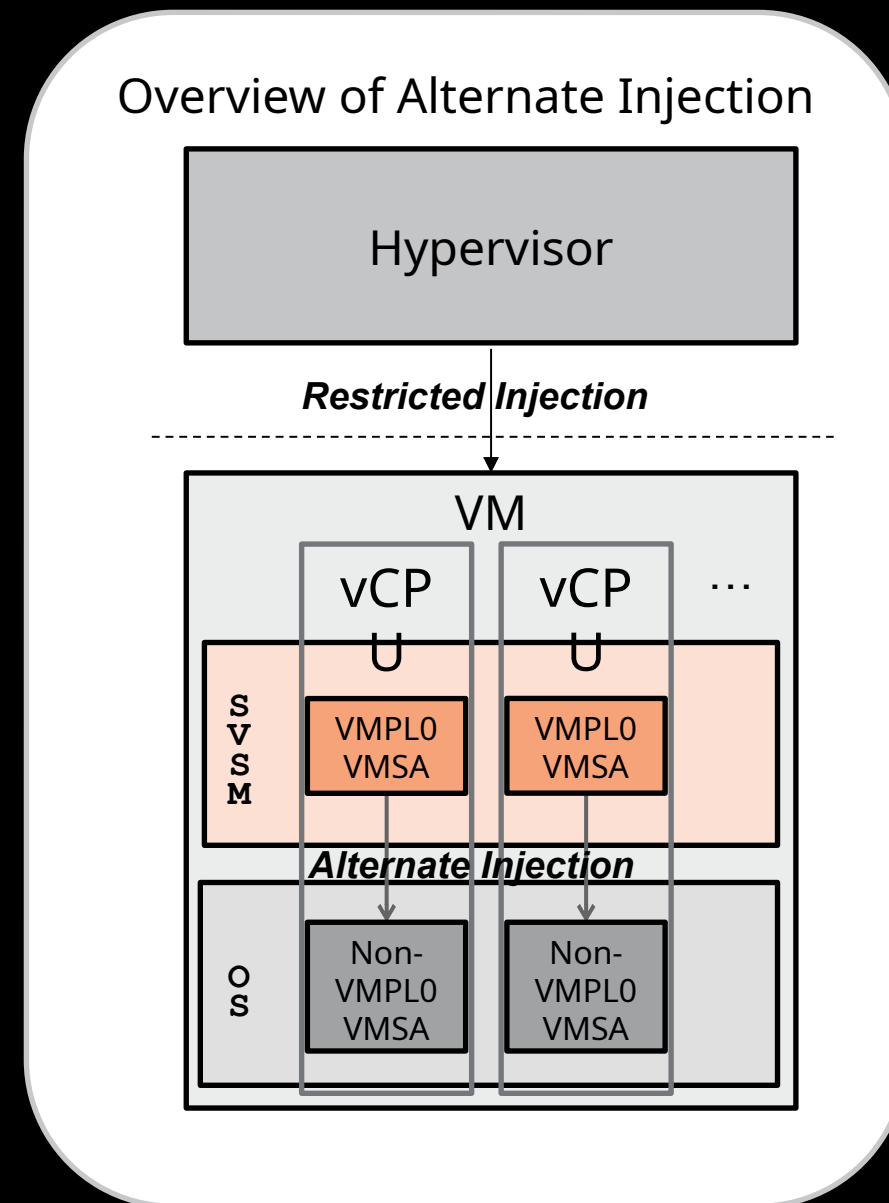 Overview of Alternate Injection
Hypervisor
Restricted Injection
VM
vCP
U
vCP
U
...
S
V
S
M
VMPL0
VMSA
VMPL0
VMSA
Alternate Injection
O
S
Non-
VMPL0
VMSA
Non-
VMPL0
VMSA